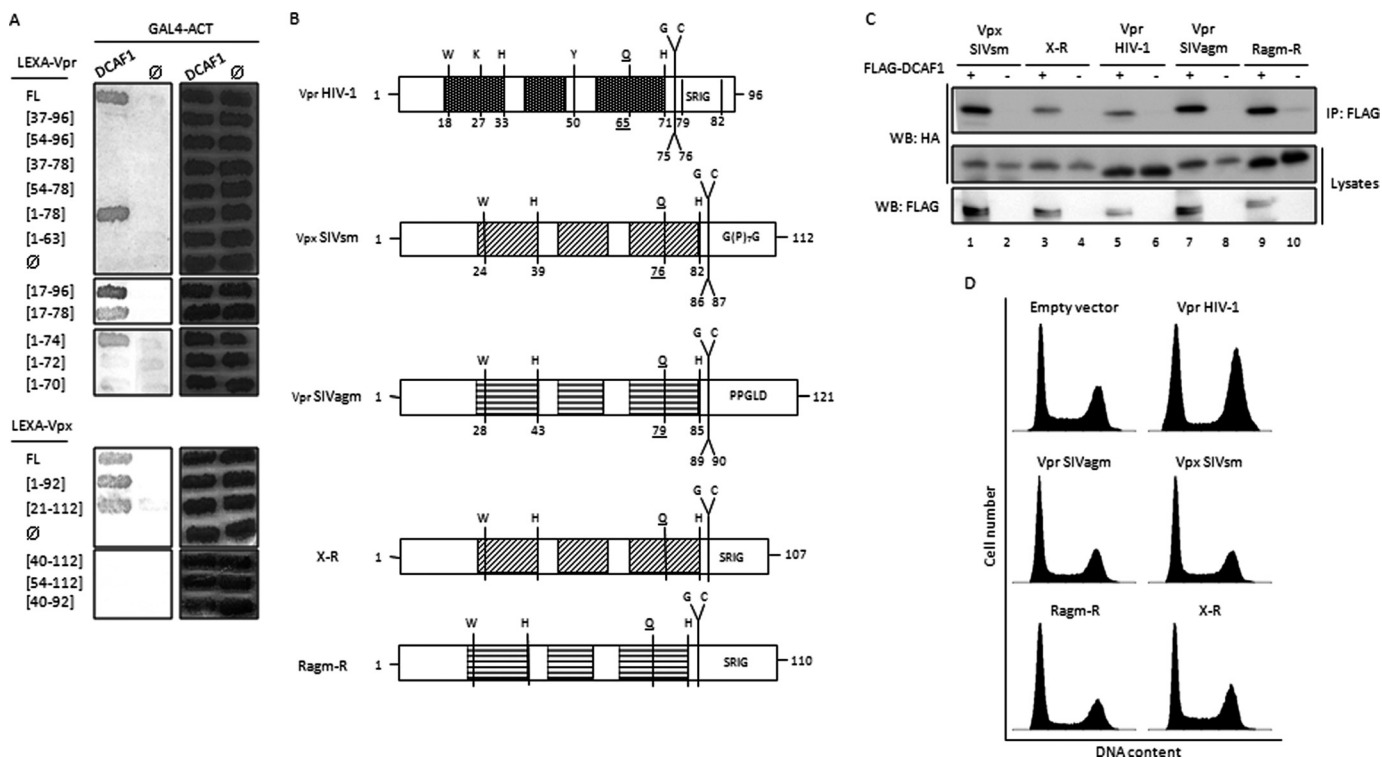 A
GAL4-ACT
LEXA-Vpr
DCAF1 Ø DCAF1 Ø
FL
[37-96]
[54-96]
[37-78]
[54-78]
[1-78]
[1-63]
Ø
[17-96]
[17-78]
[1-74]
[1-72]
[1-70]
LEXA-Vpx
FL
[1-92]
[21-112]
Ø
[40-112]
[54-112]
[40-92]
B
G C
W K H Y Q H
Vpr HIV-1 1 SRIG 96
18 27 33 50 65 71 79 82
75 76
G C
W H Q H
Vpx SIVsm 1 G(P)7G 112
24 39 76 82
86 87
G C
W H Q H
Vpr SIVagm 1 PPGLD 121
28 43 79 85
89 90
G C
W H Q H
X-R 1 SRIG 107
G C
W H Q H
Ragm-R 1 SRIG 110
C
Vpx SIVsm X-R Vpr HIV-1 Vpr SIVagm Ragm-R
FLAG-DCAF1 + - + - + - + - + -
IP: FLAG
WB: HA
Lysates
WB: FLAG
1 2 3 4 5 6 7 8 9 10
D
Empty vector Vpr HIV-1
Vpr SIVagm Vpx SIVsm
Ragm-R X-R
Cell number
DNA content